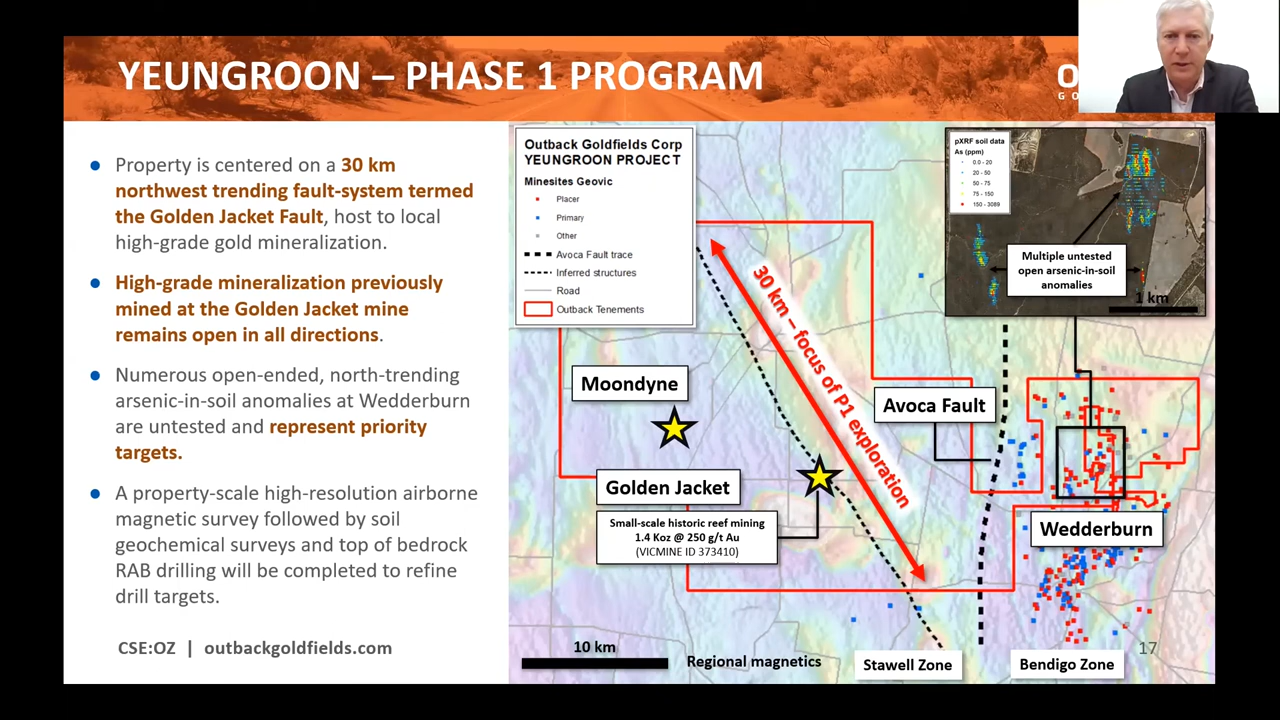 YEUNGROON – PHASE 1 PROGRAM
O
G O
• Property is centered on a 30 km
northwest trending fault-system termed
the Golden Jacket Fault, host to local
high-grade gold mineralization.
• High-grade mineralization previously
mined at the Golden Jacket mine
remains open in all directions.
• Numerous open-ended, north-trending
arsenic-in-soil anomalies at Wedderburn
are untested and represent priority
targets.
• A property-scale high-resolution airborne
magnetic survey followed by soil
geochemical surveys and top of bedrock
RAB drilling will be completed to refine
drill targets.
CSE:OZ | outbackgoldfields.com
Outback Goldfields Corp
YEUNGROON PROJECT
Minesites Geovic
Placer
Primary
Other
Avoca Fault trace
Inferred structures
Road
Outback Tenements
pXRF soil data
As (ppm)
0.0 - 20
20 - 50
50 - 75
75 - 150
150 - 3089
Multiple untested
open arsenic-in-soil
anomalies
1 km
30 km – focus of P1 exploration
Moondyne
Avoca Fault
Golden Jacket
Small-scale historic reef mining
1.4 Koz @ 250 g/t Au
(VICMINE ID 373410)
Wedderburn
10 km
Regional magnetics
Stawell Zone
Bendigo Zone
17